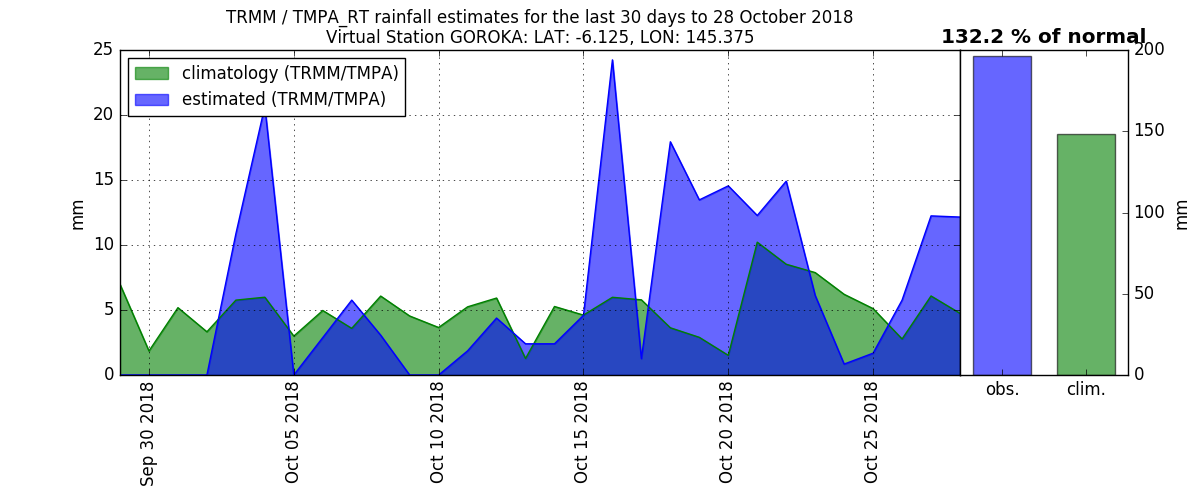 TRMM / TMPA_RT rainfall estimates for the last 30 days to 28 October 2018
Virtual Station GOROKA: LAT: -6.125, LON: 145.375
132.2 % of normal
climatology (TRMM/TMPA)
estimated (TRMM/TMPA)
25
20
15
10
5
0
mm
Sep 30 2018
Oct 05 2018
Oct 10 2018
Oct 15 2018
Oct 20 2018
Oct 25 2018
obs.
clim.
200
150
100
50
0
mm